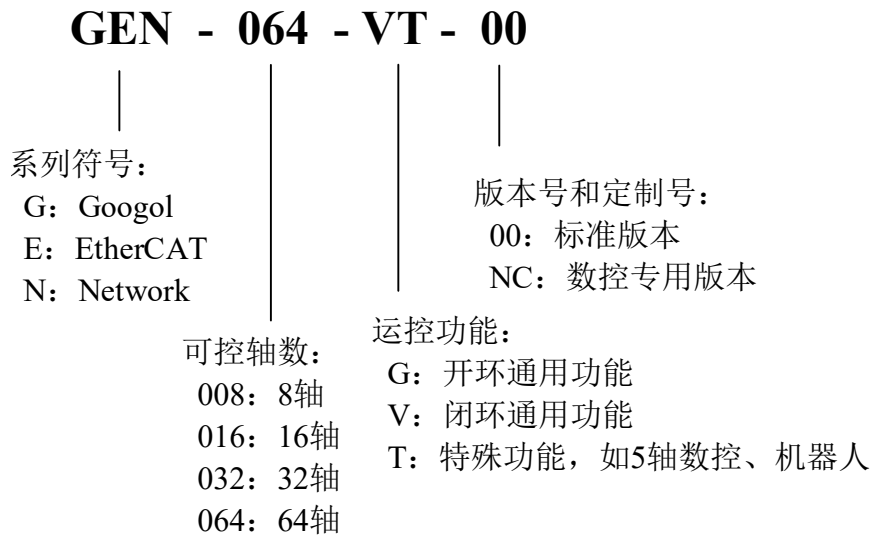 GEN - 064 - VT - 00
系列符号：
G：Googol
E：EtherCAT
N：Network
可控轴数：
008：8轴
016：16轴
032：32轴
064：64轴
运控功能：
G：开环通用功能
V：闭环通用功能
T：特殊功能，如5轴数控、机器人
版本号和定制号：
00：标准版本
NC：数控专用版本